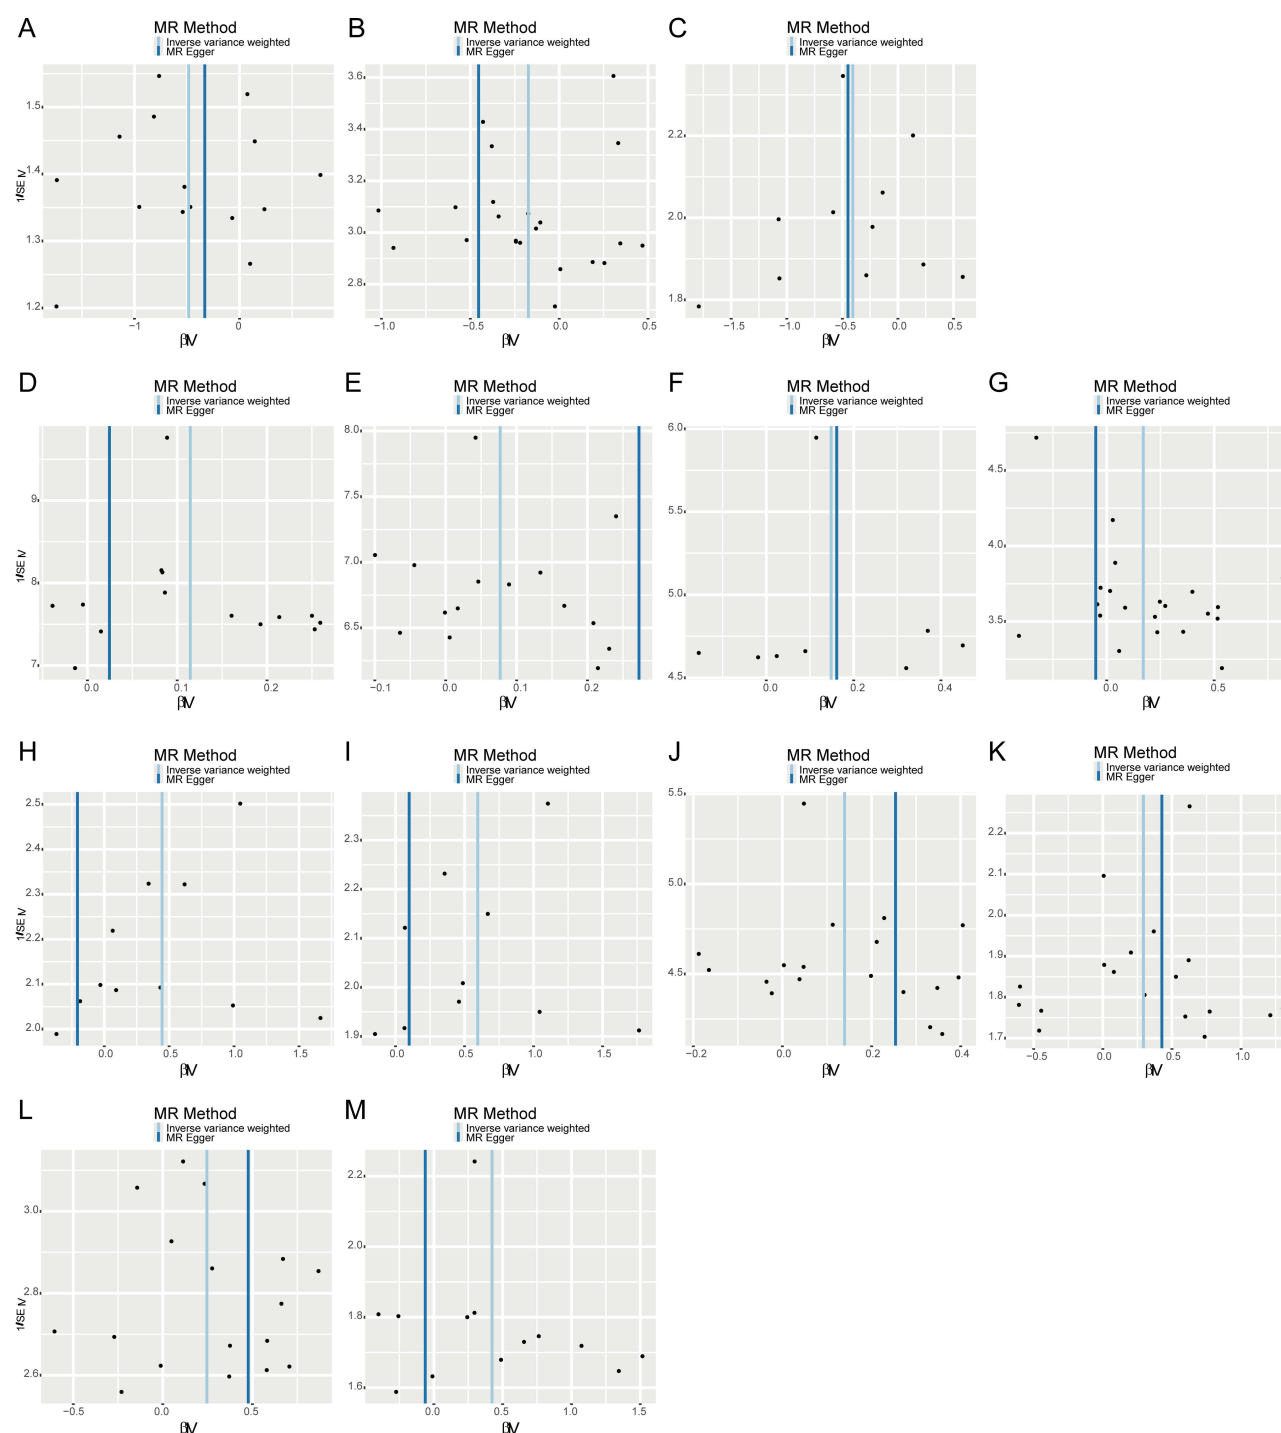 A
MR Method
Inverse variance weighted
MR Egger
1.5
1.4
1.3
1.2
1/SE IV
−1
0
βIV
B
MR Method
Inverse variance weighted
MR Egger
3.6
3.4
3.2
3.0
2.8
−1.0
−0.5
0.0
0.5
βIV
C
MR Method
Inverse variance weighted
MR Egger
2.2
2.0
1.8
−1.5
−1.0
−0.5
0.0
0.5
βIV
D
MR Method
Inverse variance weighted
MR Egger
9
8
7
1/SE IV
0.0
0.1
0.2
βIV
E
MR Method
Inverse variance weighted
MR Egger
8.0
7.5
7.0
6.5
−0.1
0.0
0.1
0.2
βIV
F
MR Method
Inverse variance weighted
MR Egger
6.0
5.5
5.0
4.5
0.0
0.2
0.4
βIV
G
MR Method
Inverse variance weighted
MR Egger
4.5
4.0
3.5
0.0
0.5
βIV
H
MR Method
Inverse variance weighted
MR Egger
2.5
2.4
2.3
2.2
2.1
2.0
1/SE IV
0.0
0.5
1.0
1.5
βIV
I
MR Method
Inverse variance weighted
MR Egger
2.3
2.2
2.1
2.0
1.9
0.0
0.5
1.0
1.5
βIV
J
MR Method
Inverse variance weighted
MR Egger
5.5
5.0
4.5
−0.2
0.0
0.2
0.4
βIV
K
MR Method
Inverse variance weighted
MR Egger
2.2
2.1
2.0
1.9
1.8
1.7
−0.5
0.0
0.5
1.0
βIV
L
MR Method
Inverse variance weighted
MR Egger
3.0
2.8
2.6
1/SE IV
−0.5
0.0
0.5
βIV
M
MR Method
Inverse variance weighted
MR Egger
2.2
2.0
1.8
1.6
0.0
0.5
1.0
1.5
βIV